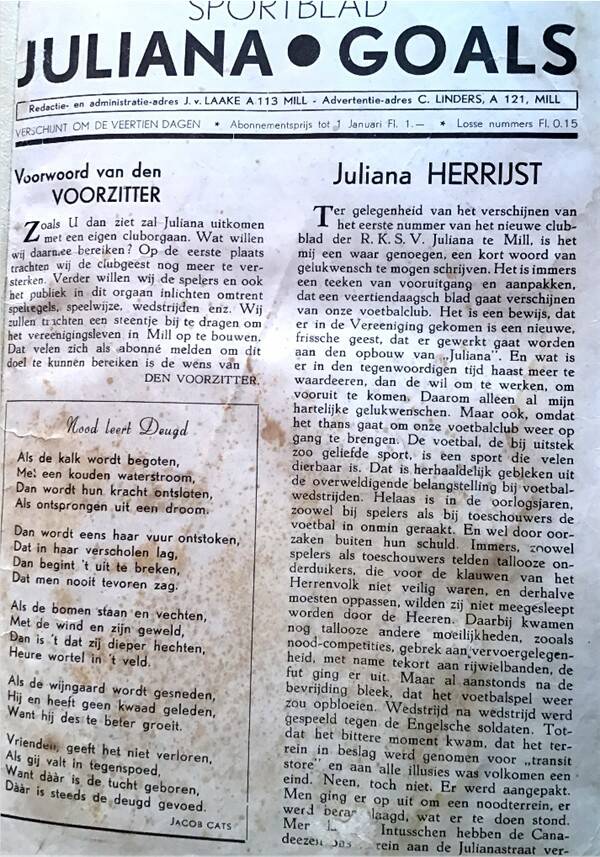 SPORTBLAD
JULIANA • GOALS
Redactie- en administratie-adres J. v. LAAKE A 113 MILL - Advertentie-adres C. LINDERS, A 121, MILL
VERSCHIJNT OM DE VEERTIEN DAGEN * Abonnementsprijs tot 1 Januari Fl. 1.— * Losse nummers Fl. 0.15
Voorwoord van den
VOORZITTER
Zoals U dan ziet zal Juliana uitkomen
met een eigen cluborgaan. Wat willen
wij daarmee bereiken? Op de eerste plaats
trachten wij de clubgeest nog meer te ver-
sterken. Verder willen wij de spelers en ook
het publiek in dit orgaan inlichten omtrent
spelregels, speelwijze, wedstrijden enz. Wij
zullen trachten een steentje bij te dragen om
het vereenigingsleven in Mill op te bouwen.
Dat velen zich als abonné melden om dit
doel te kunnen bereiken is de wens van
DEN VOORZITTER.
Nood leert Deugd
Als de kalk wordt begoten,
Met een kouden waterstroom,
Dan wordt hun kracht ontsloten,
Als ontsprongen uit een droom.
Dan wordt eens haar vuur ontstoken,
Dat in haar verscholen lag,
Dan begint 't uit te breken,
Dat men nooit tevoren zag.
Als de bomen staan en vechten,
Met de wind en zijn geweld,
Dan is 't dat zij dieper hechten,
Heure wortel in 't veld.
Als de wijngaard wordt gesneden,
Hij en heeft geen kwaad geleden,
Want hij des te beter groeit.
Vrienden, geeft het niet verloren,
Als gij valt in tegenspoed,
Want dààr is de tucht geboren,
Dààr is steeds de deugd gevoed.
JACOB CATS
Juliana HERRIJST
Ter gelegenheid van het verschijnen van
het eerste nummer van het nieuwe club-
blad der R. K. S. V. Juliana te Mill, is het
mij een waar genoegen, een kort woord van
gelukwensch te mogen schrijven. Het is immers
een teeken van vooruitgang en aanpakken,
dat een veertiendaagsch blad gaat verschijnen
van onze voetbalclub. Het is een bewijs, dat
er in de Vereeniging gekomen is een nieuwe,
frissche geest, dat er gewerkt gaat worden
aan den opbouw van „Juliana". En wat is
er in den tegenwoordigen tijd haast meer te
waardeeren, dan de wil om te werken, om
vooruit te komen. Daarom alleen al mijn
hartelijke gelukwenschen. Maar ook, omdat
het thans gaat om onze voetbalclub weer op
gang te brengen. De voetbal, de bij uitstek
zoo geliefde sport, is een sport die velen
dierbaar is. Dat is herhaaldelijk gebleken uit
de overweldigende belangstelling bij voetbal-
wedstrijden. Helaas is in de oorlogsjaren,
zoowel bij spelers als bij toeschouwers de
voetbal in onmin geraakt. En wel door oor-
zaken buiten hun schuld. Immers, zoowel
spelers als toeschouwers telden tallooze on-
derduikers, die voor de klauwen van het
Herrenvolk niet veilig waren, en derhalve
moesten oppassen, wilden zij niet meegesleept
worden door de Heeren. Daarbij kwamen
nog tallooze andere moeilijkheden, zooals
nood-competities, gebrek aan vervoergelegen-
heid, met name tekort aan rijwielbanden, de
fut ging er uit. Maar al aanstonds na de
bevrijding bleek, dat het voetbalspel weer
zou opbloeien. Wedstrijd na wedstrijd werd
gespeeld tegen de Engelsche soldaten. Tot-
dat het bittere moment kwam, dat het ter-
rein in beslag werd genomen voor „transit
store" en aan alle illusies was volkomen een
eind. Neen, toch niet. Er werd aangepakt.
Men ging er op uit om een noodterrein, er
werd beraadslaagd, wat er te doen stond.
Intusschen hebben de Cana-
deezen ons terrein aan de Julianastraat ver-